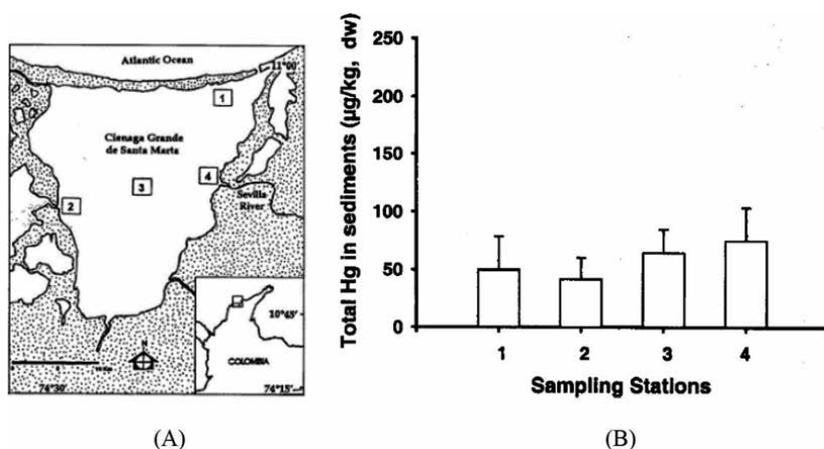 Atlantic Ocean
11°00'
1
Cienaga Grande
de Santa Marta
4
3
Sevilla
River
2
10°45'
COLOMBIA
N
74°30'
74°15'
(A)
Total Hg in sediments (µg/kg, dw)
250
200
150
100
50
0
1 2 3 4
Sampling Stations
(B)